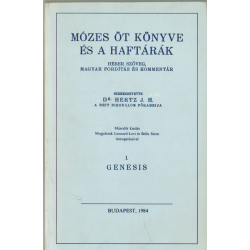 MÓZES ÖT KÖNYVE
ÉS A HAFTÁRÁK
HÉBER SZÖVEG,
MAGYAR FORDÍTÁS ÉS KOMMENTÁR
SZERKESZTETTE
DR. HERTZ J. H.
A BRIT BIRODALOM FŐRABBIJA
Második kiadás
I
GENESIS
BUDAPEST, 1984